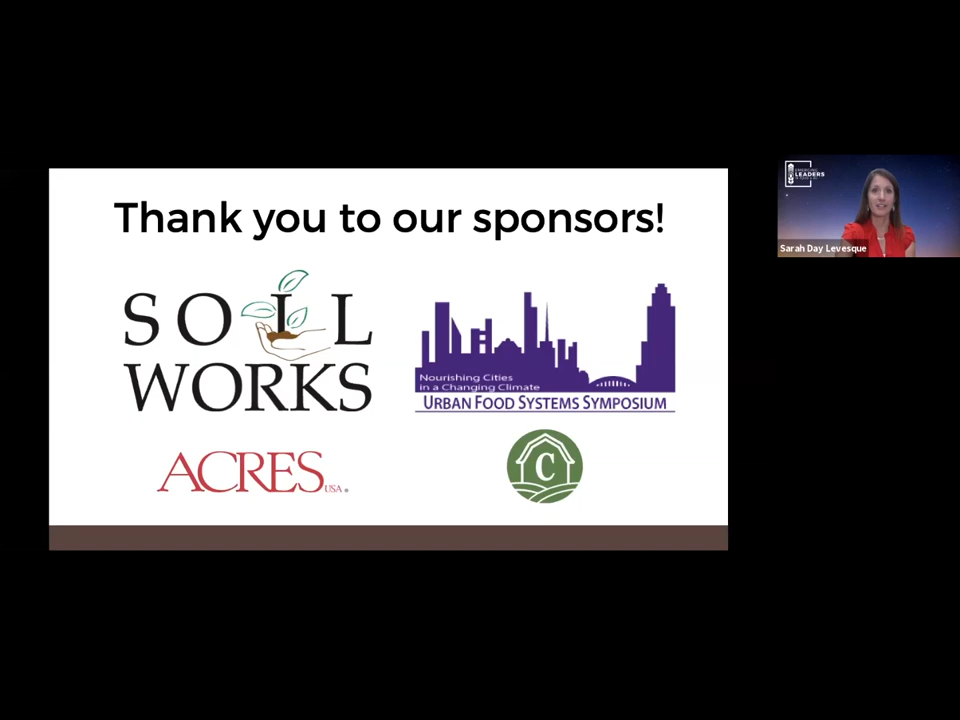 Thank you to our sponsors!
SOIL
WORKS
Nourishing Cities
in a Changing Climate
URBAN FOOD SYSTEMS SYMPOSIUM
ACRES USA®
C
LEADERS
Sarah Day Levesque